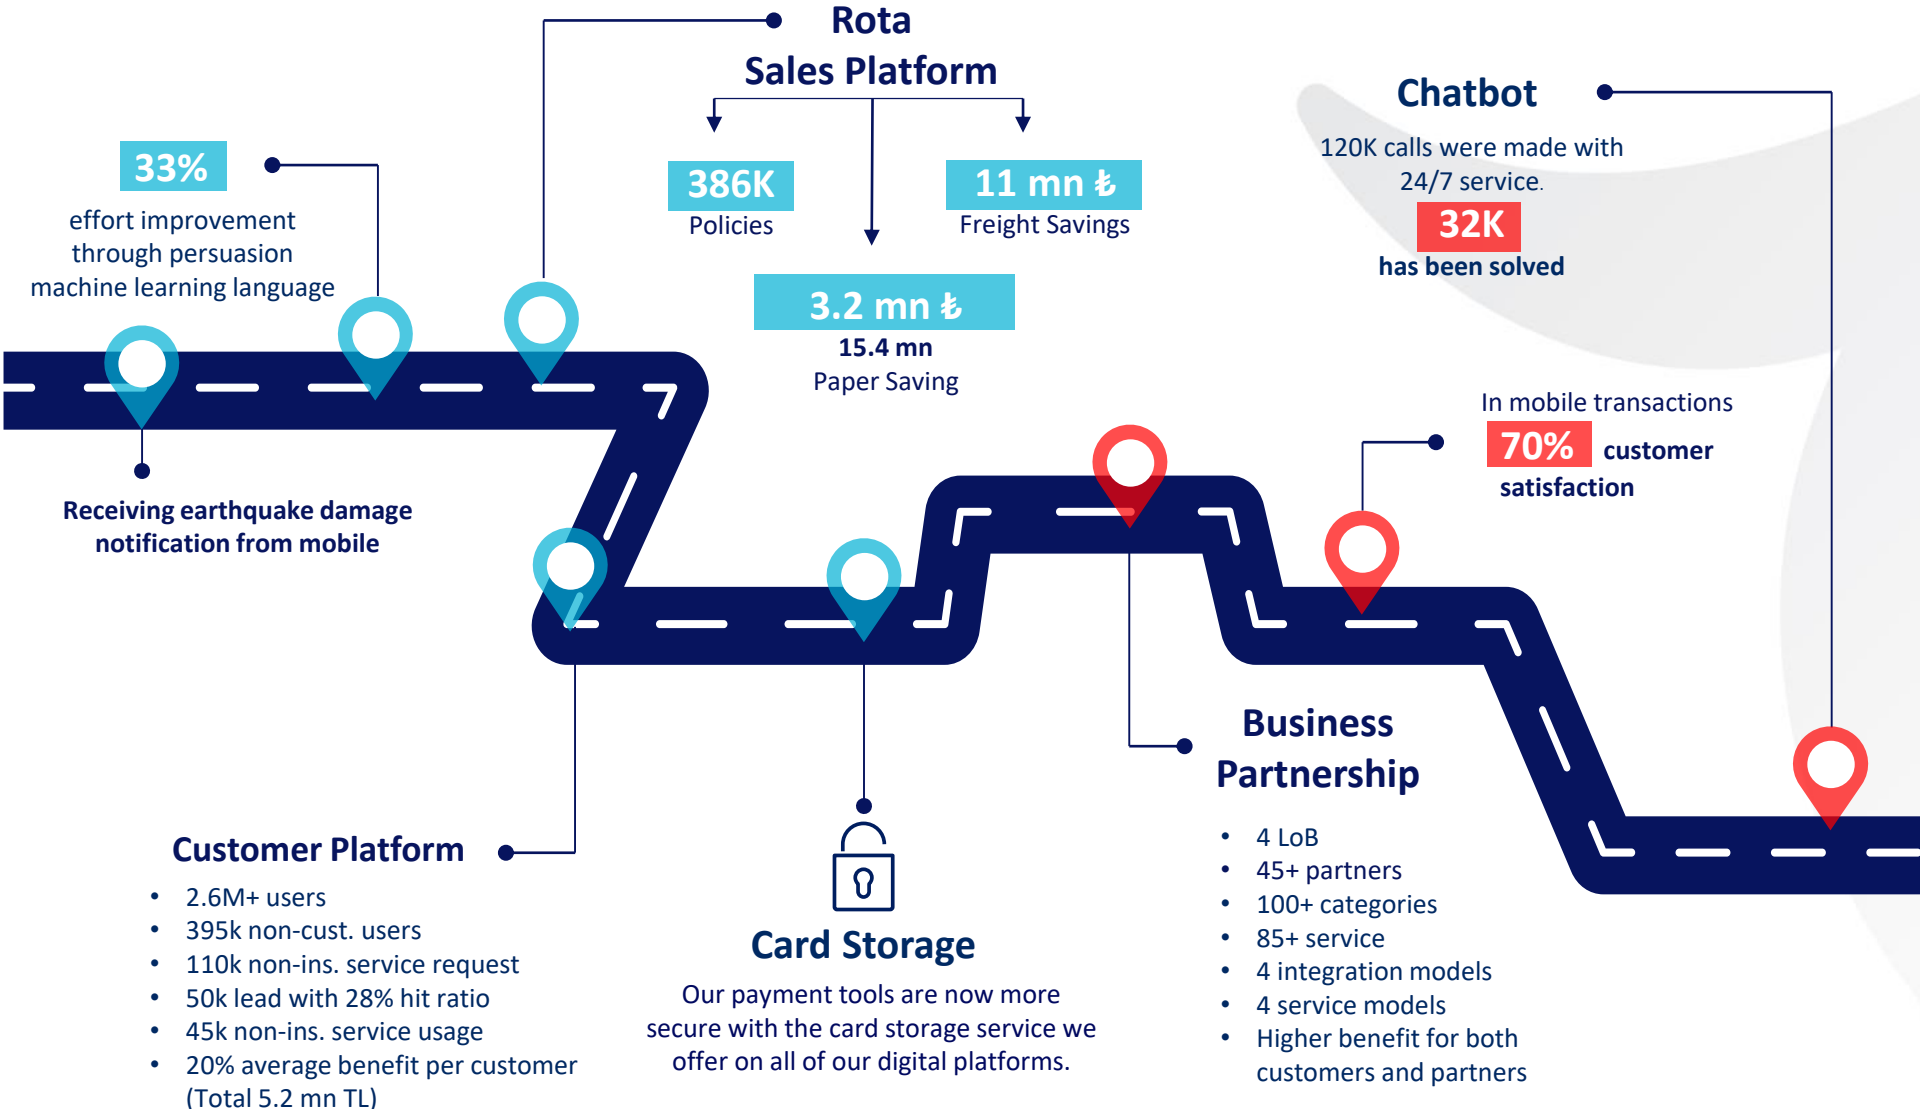 Rota
Sales Platform
386K
Policies
11 mn ₺
Freight Savings
3.2 mn ₺
15.4 mn
Paper Saving
33%
effort improvement
through persuasion
machine learning language
Receiving earthquake damage
notification from mobile
Chatbot
120K calls were made with
24/7 service.
32K
has been solved
In mobile transactions
70% customer
satisfaction
Customer Platform
• 2.6M+ users
• 395k non-cust. users
• 110k non-ins. service request
• 50k lead with 28% hit ratio
• 45k non-ins. service usage
• 20% average benefit per customer
(Total 5.2 mn TL)
Card Storage
Our payment tools are now more
secure with the card storage service we
offer on all of our digital platforms.
Business
Partnership
• 4 LoB
• 45+ partners
• 100+ categories
• 85+ service
• 4 integration models
• 4 service models
• Higher benefit for both
customers and partners